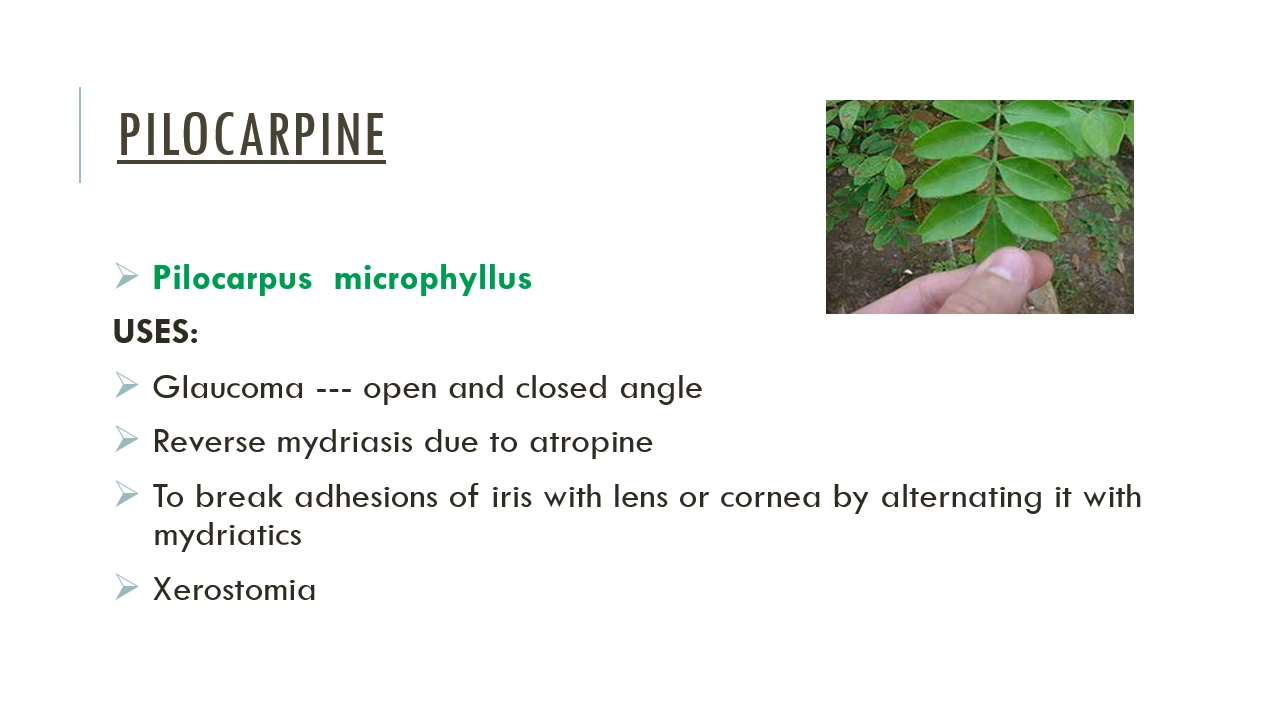 PILOCARPINE
Pilocarpus microphyllus
USES:
Glaucoma --- open and closed angle
Reverse mydriasis due to atropine
To break adhesions of iris with lens or cornea by alternating it with
mydriatics
Xerostomia